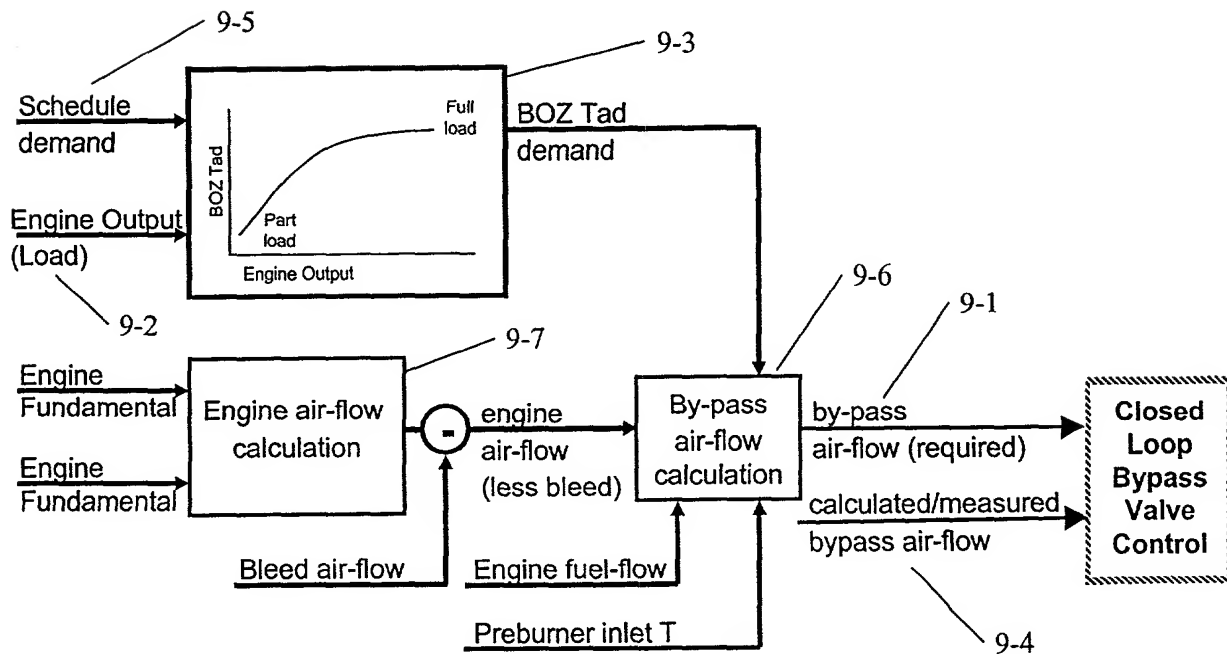 9-5
9-3
Schedule
demand
BOZ Tad
Full
load
Part
load
Engine Output
BOZ Tad
demand
Engine Output
(Load)
9-2
9-6
9-1
9-7
Engine
Fundamental
Engine
Fundamental
Engine air-flow
calculation
-
engine
air-flow
(less bleed)
By-pass
air-flow
calculation
by-pass
air-flow (required)
calculated/measured
bypass air-flow
Closed
Loop
Bypass
Valve
Control
Bleed air-flow
Engine fuel-flow
Preburner inlet T
9-4